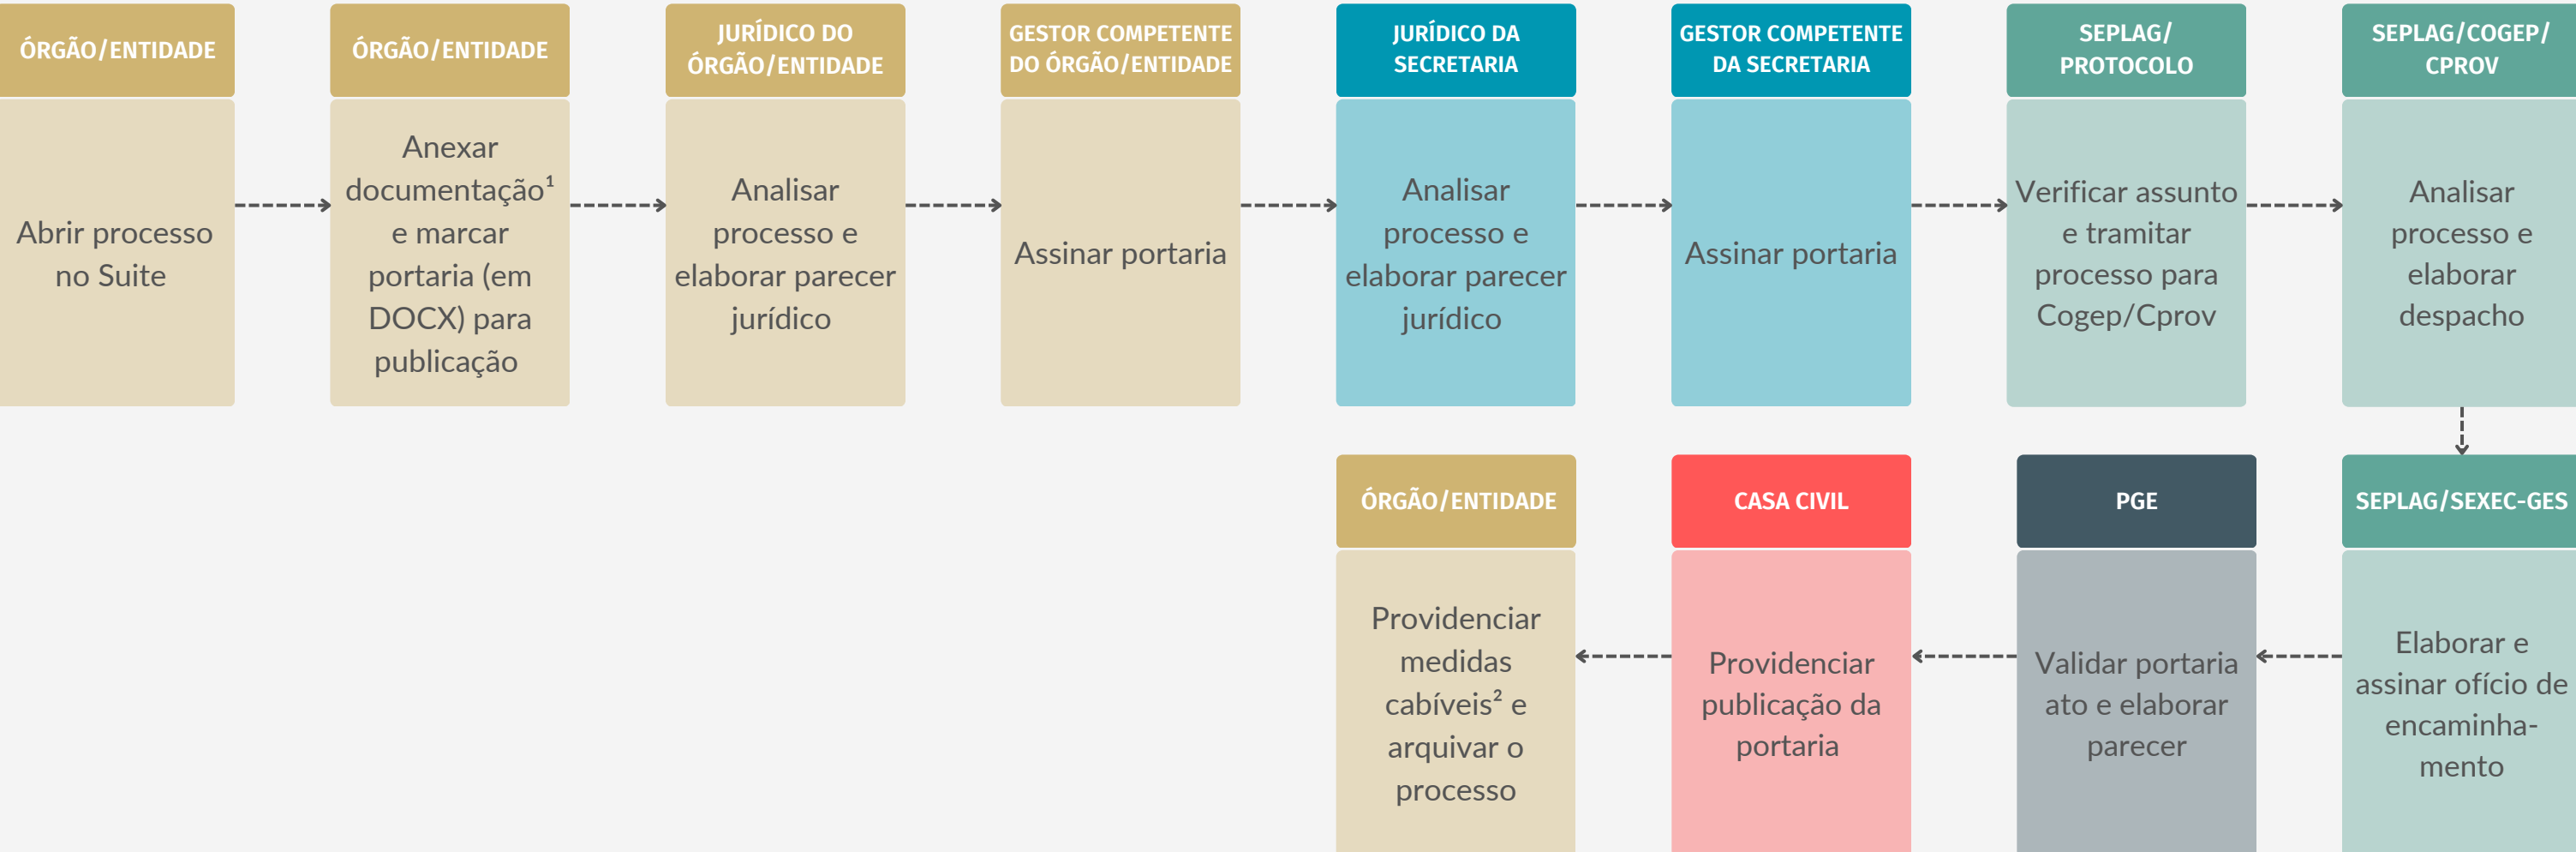 ÓRGÃO/ENTIDADE
Abrir processo
no Suite
ÓRGÃO/ENTIDADE
Anexar
documentação¹
e marcar
portaria (em
DOCX) para
publicação
JURÍDICO DO
ÓRGÃO/ENTIDADE
Analisar
processo e
elaborar parecer
jurídico
GESTOR COMPETENTE
DO ÓRGÃO/ENTIDADE
Assinar portaria
JURÍDICO DA
SECRETARIA
Analisar
processo e
elaborar parecer
jurídico
GESTOR COMPETENTE
DA SECRETARIA
Assinar portaria
SEPLAG/
PROTOCOLO
Verificar assunto
e tramitar
processo para
Cogep/Cprov
SEPLAG/COGEP/
CPROV
Analisar
processo e
elaborar
despacho
SEPLAG/SEXEC-GES
Elaborar e
assinar ofício de
encaminha-
mento
PGE
Validar portaria
ato e elaborar
parecer
CASA CIVIL
Providenciar
publicação da
portaria
ÓRGÃO/ENTIDADE
Providenciar
medidas
cabíveis² e
arquivar o
processo